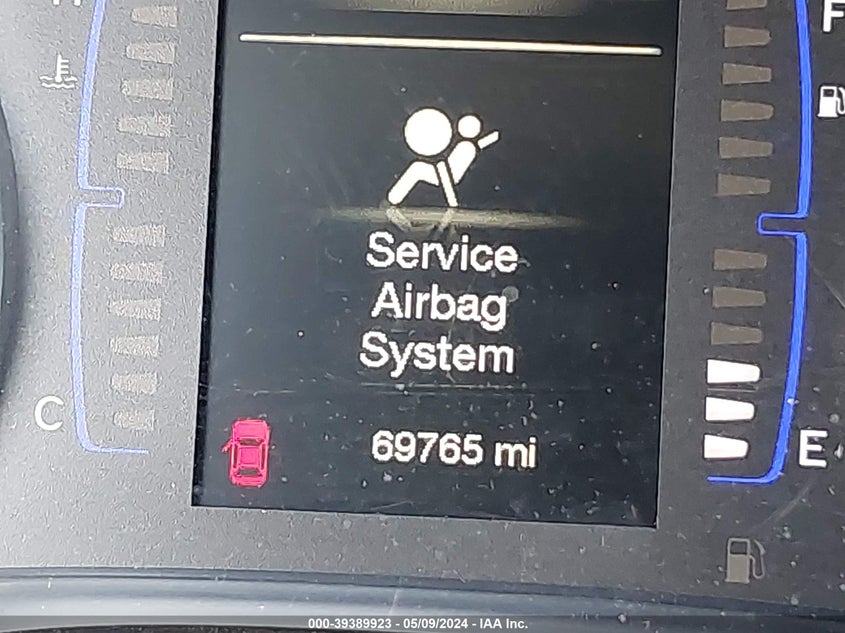 F
Service
Airbag
System
C
69765 mi
E
000-39389923 - 05/09/2024 - IAA Inc.